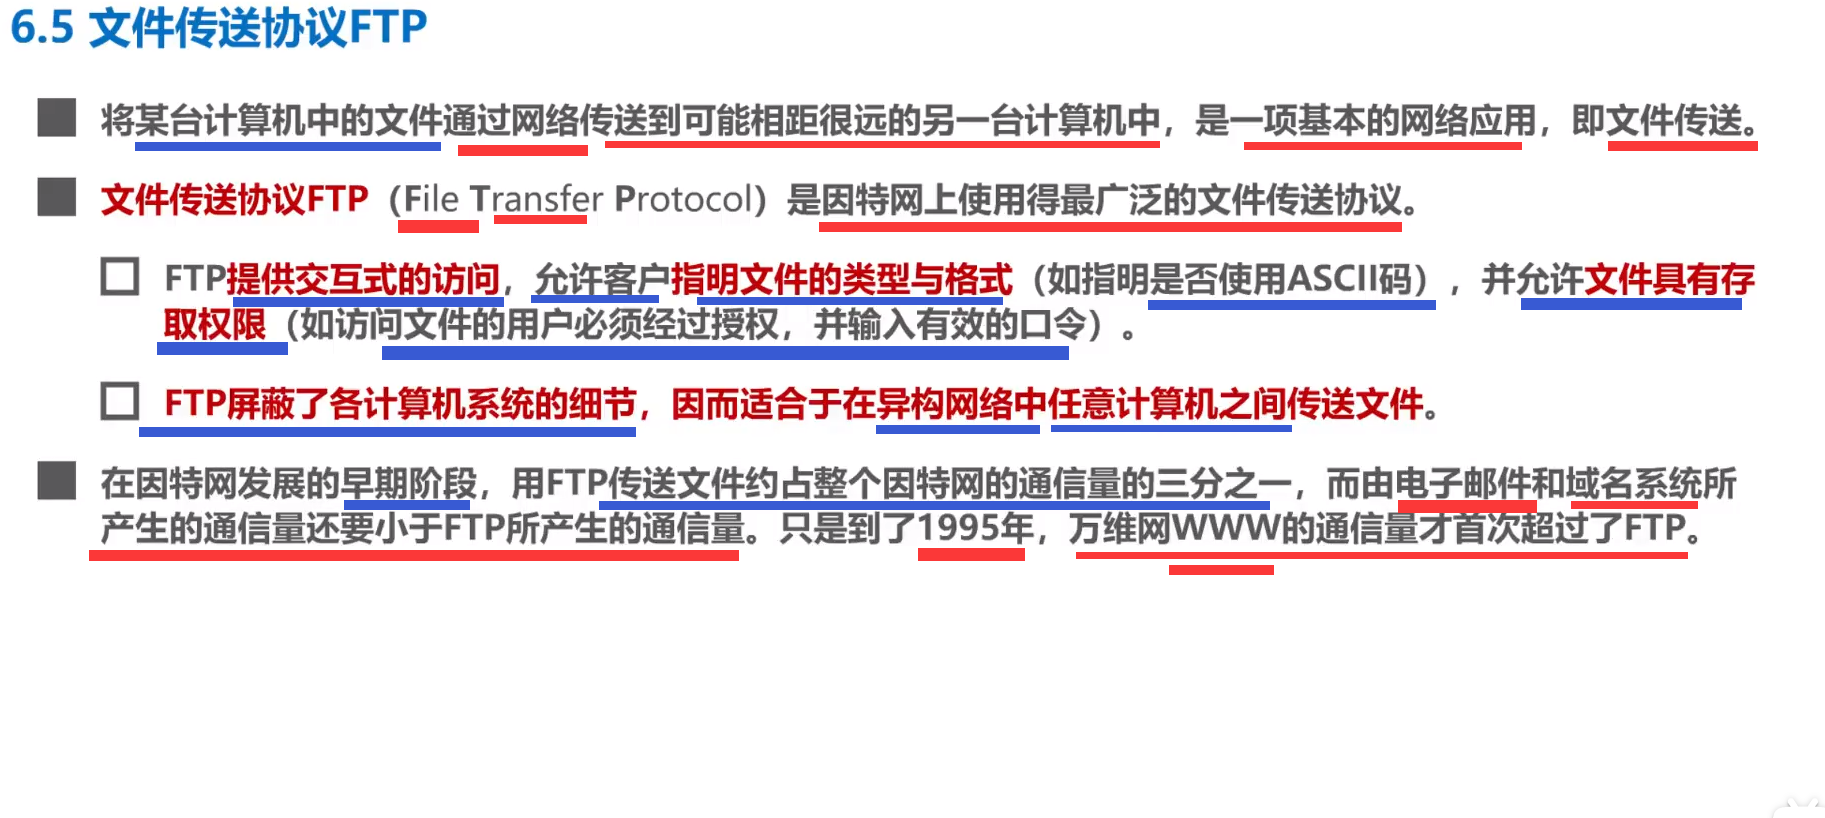 6.5 文件传送协议FTP
将某台计算机中的文件通过网络传送到可能相距很远的另一台计算机中，是一项基本的网络应用，即文件传送。
文件传送协议FTP（File Transfer Protocol）是因特网上使用得最广泛的文件传送协议。
FTP提供交互式的访问，允许客户指明文件的类型与格式（如指明是否使用ASCII码），并允许文件具有存
取权限（如访问文件的用户必须经过授权，并输入有效的口令）。
FTP屏蔽了各计算机系统的细节，因而适合于在异构网络中任意计算机之间传送文件。
在因特网发展的早期阶段，用FTP传送文件约占整个因特网的通信量的三分之一，而由电子邮件和域名系统所
产生的通信量还要小于FTP所产生的通信量。只是到了1995年，万维网WWW的通信量才首次超过了FTP。